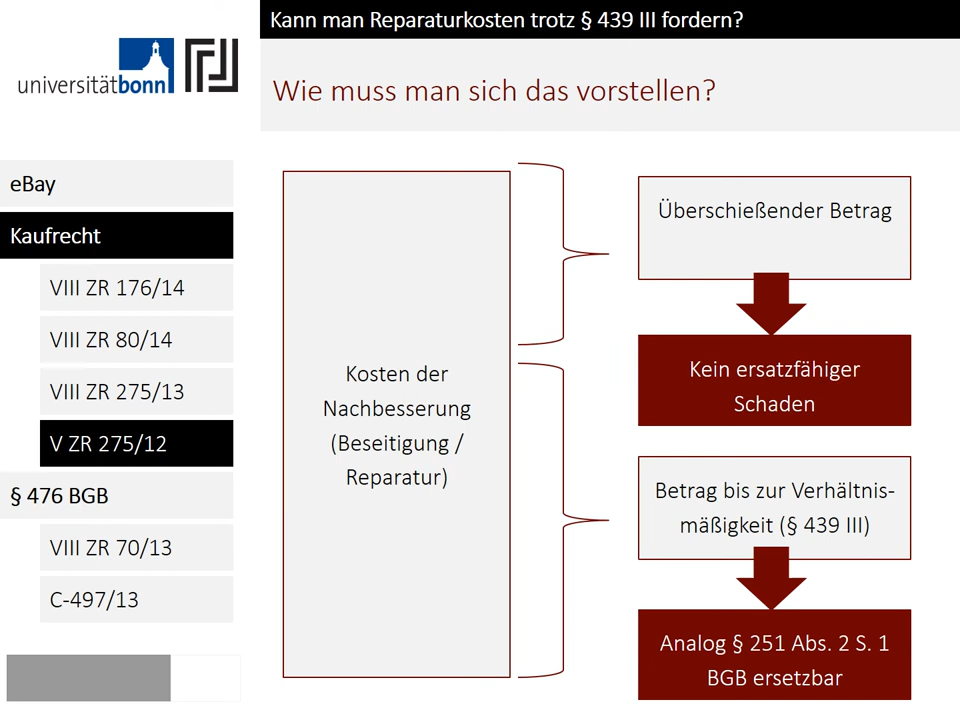 Kann man Reparaturkosten trotz § 439 III fordern?
universitätbonn
Wie muss man sich das vorstellen?
eBay
Kaufrecht
VIII ZR 176/14
VIII ZR 80/14
VIII ZR 275/13
V ZR 275/12
§ 476 BGB
VIII ZR 70/13
C-497/13
Kosten der
Nachbesserung
(Beseitigung /
Reparatur)
Überschießender Betrag
Kein ersatzfähiger
Schaden
Betrag bis zur Verhältnis-
mäßigkeit (§ 439 III)
Analog § 251 Abs. 2 S. 1
BGB ersetzbar